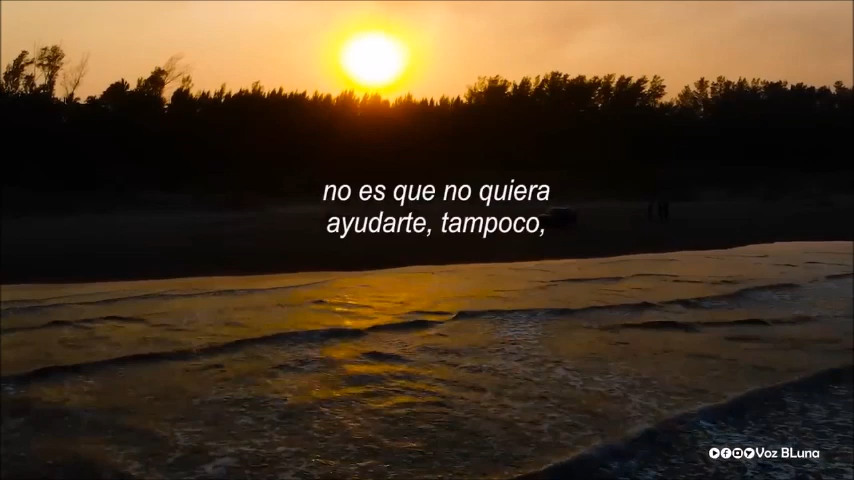 no es que no quiera
ayudarte, tampoco,
Voz BLuna